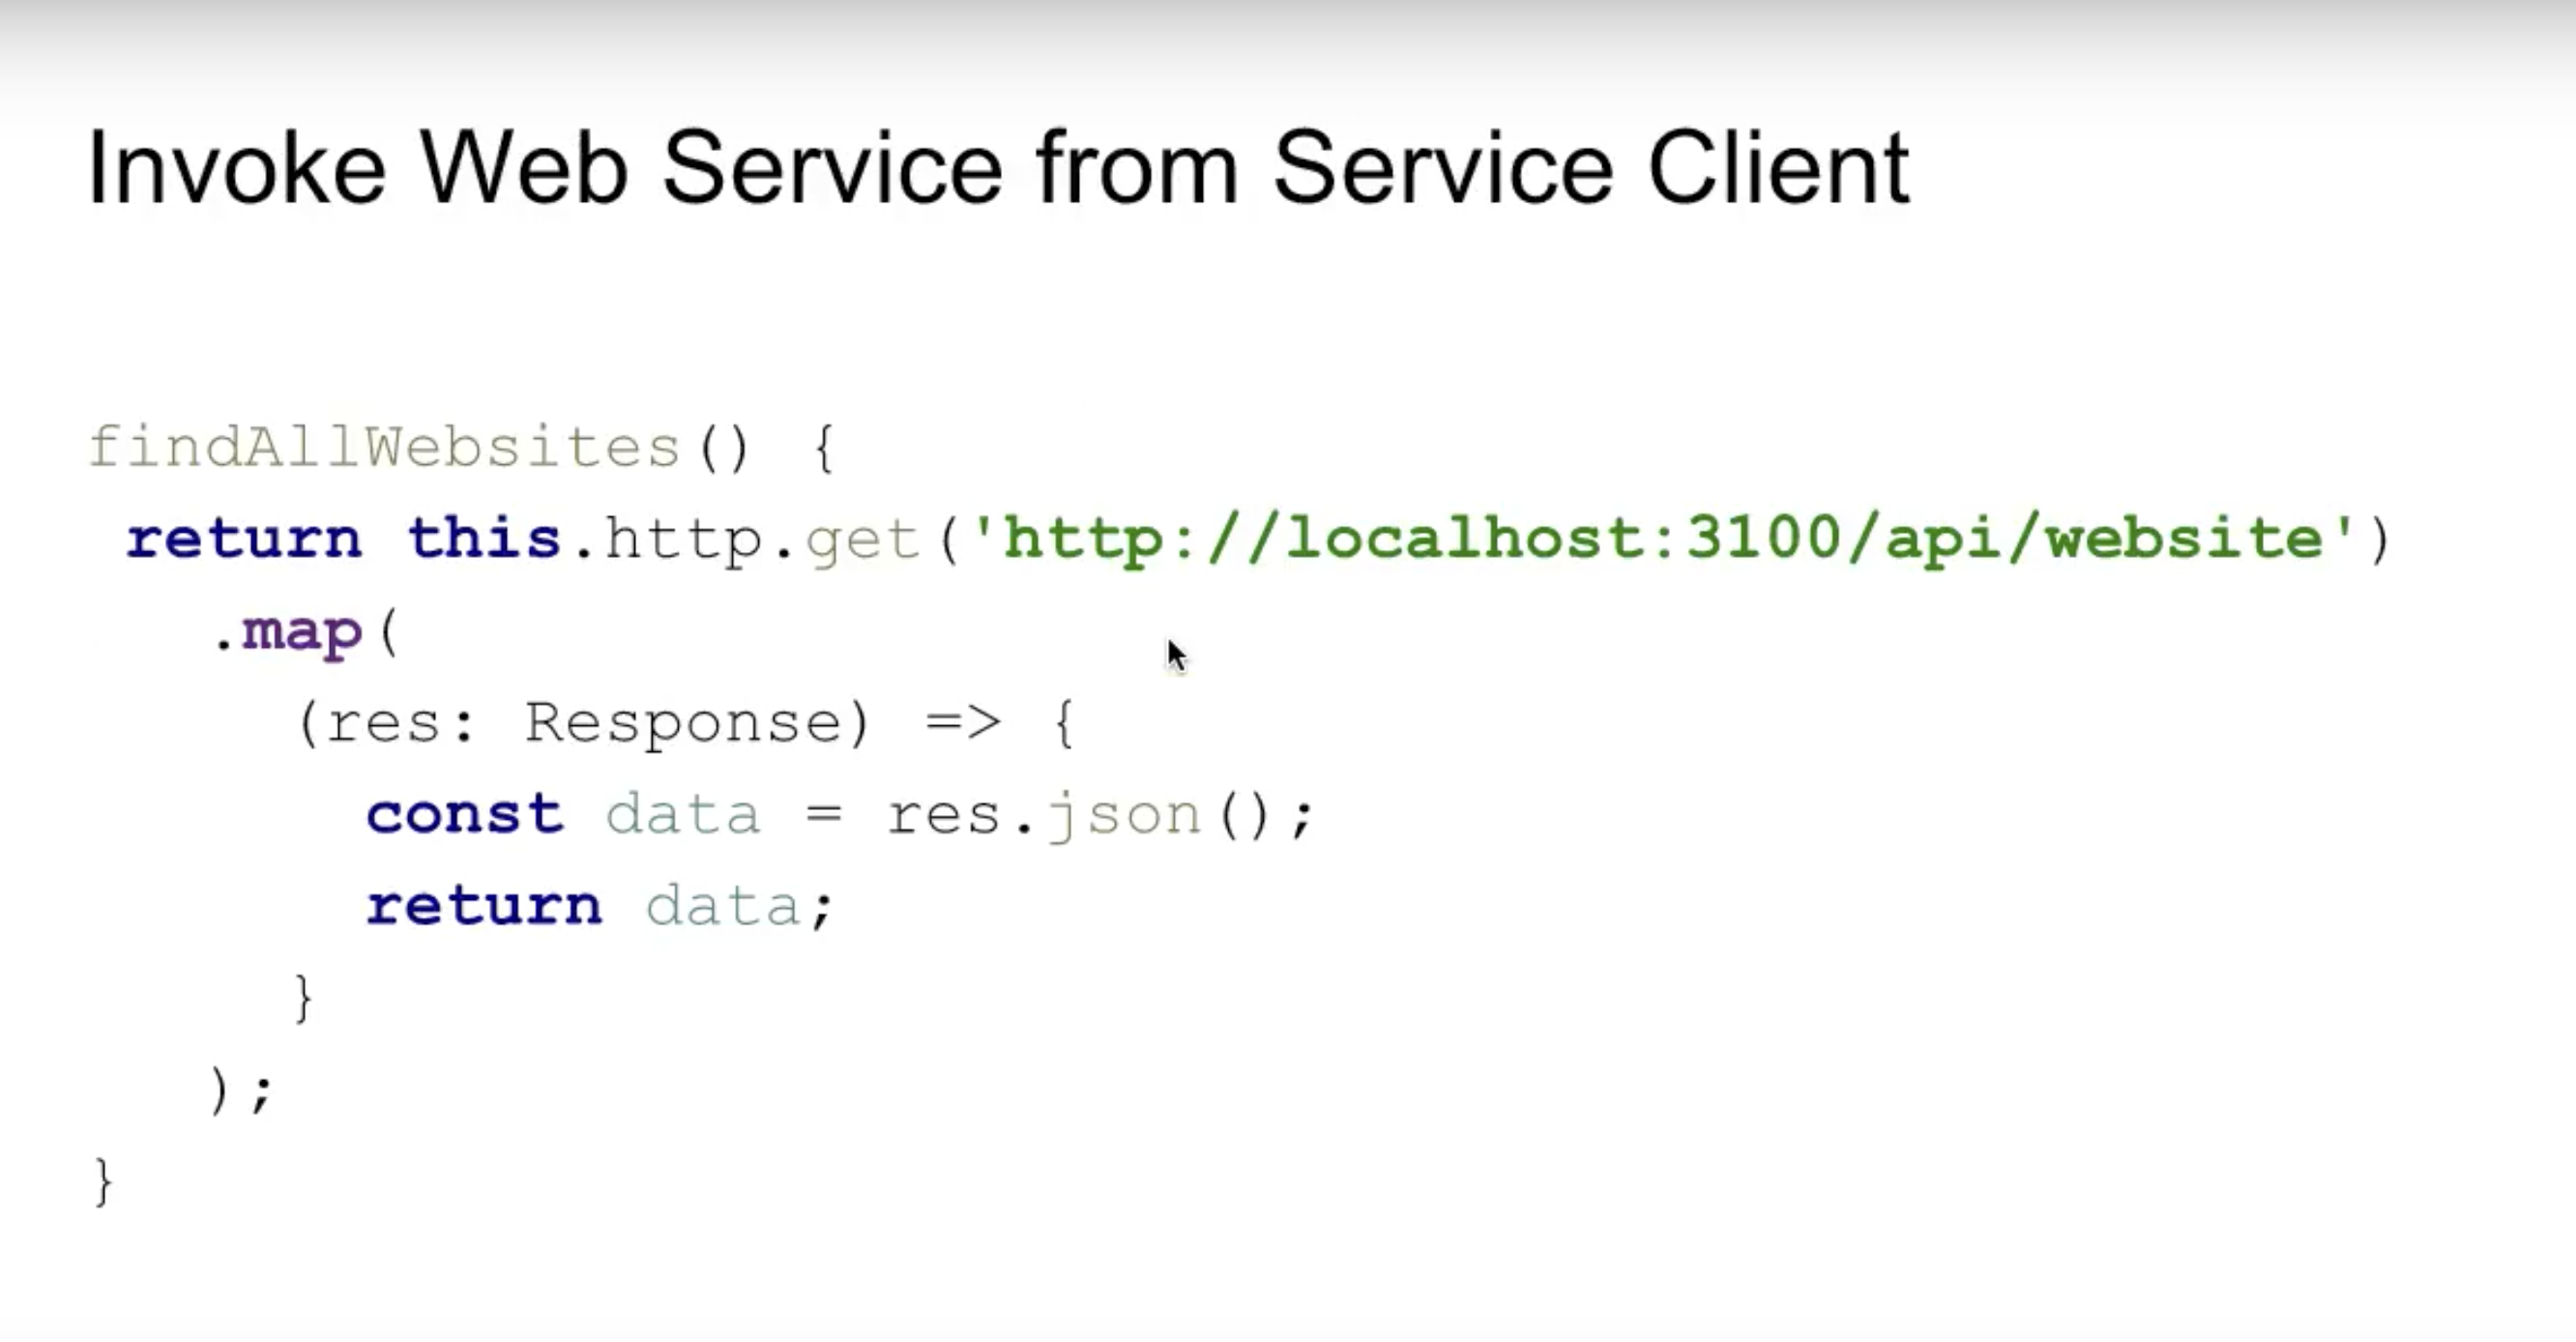 Invoke Web Service from Service Client
findAllWebsites() {
return this.http.get('http://localhost:3100/api/website')
.map(
(res: Response) => {
const data = res.json();
return data;
}
);
}